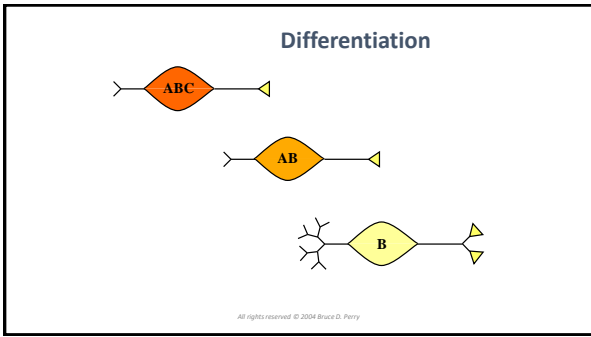 Differentiation
ABC
AB
B
All rights reserved © 2004 Bruce D. Perry